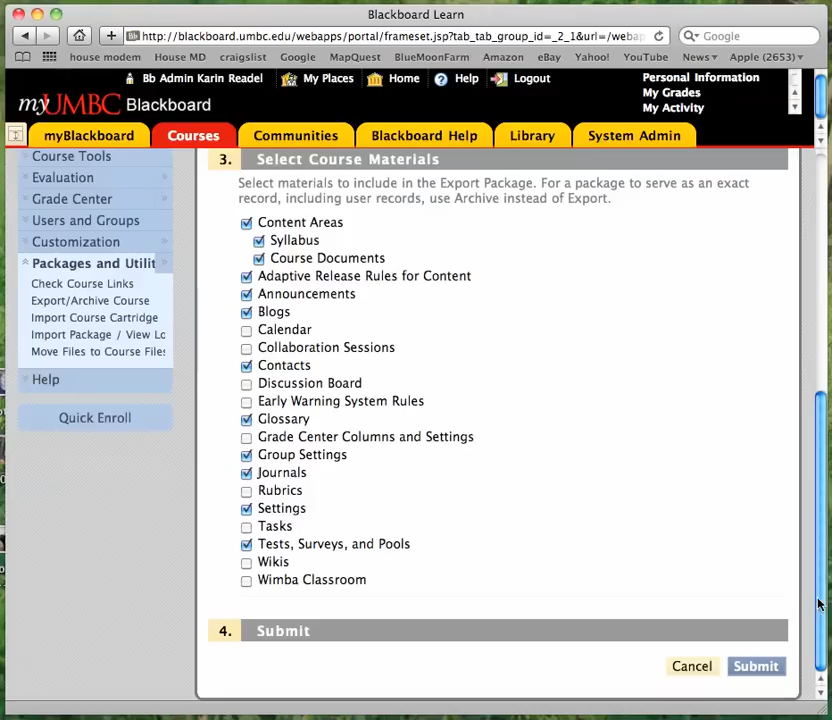 Blackboard Learn
http://blackboard.umbc.edu/webapps/portal/frameset.jsp?tab_tab_group_id=_2_1&url=/webap
Google
house modem House MD craigslist Google MapQuest BlueMoonFarm Amazon eBay Yahoo! YouTube News Apple (2653)
Bb Admin Karin Readel My Places Home Help Logout
Personal Information
My Grades
My Activity
myUMBC Blackboard
myBlackboard Courses Communities Blackboard Help Library System Admin
Course Tools
Evaluation
Grade Center
Users and Groups
Customization
Packages and Utilit
Check Course Links
Export/Archive Course
Import Course Cartridge
Import Package / View Lo
Move Files to Course Files
Help
Quick Enroll
3. Select Course Materials
Select materials to include in the Export Package. For a package to serve as an exact
record, including user records, use Archive instead of Export.
Content Areas
Syllabus
Course Documents
Adaptive Release Rules for Content
Announcements
Blogs
Calendar
Collaboration Sessions
Contacts
Discussion Board
Early Warning System Rules
Glossary
Grade Center Columns and Settings
Group Settings
Journals
Rubrics
Settings
Tasks
Tests, Surveys, and Pools
Wikis
Wimba Classroom
4. Submit
Cancel Submit